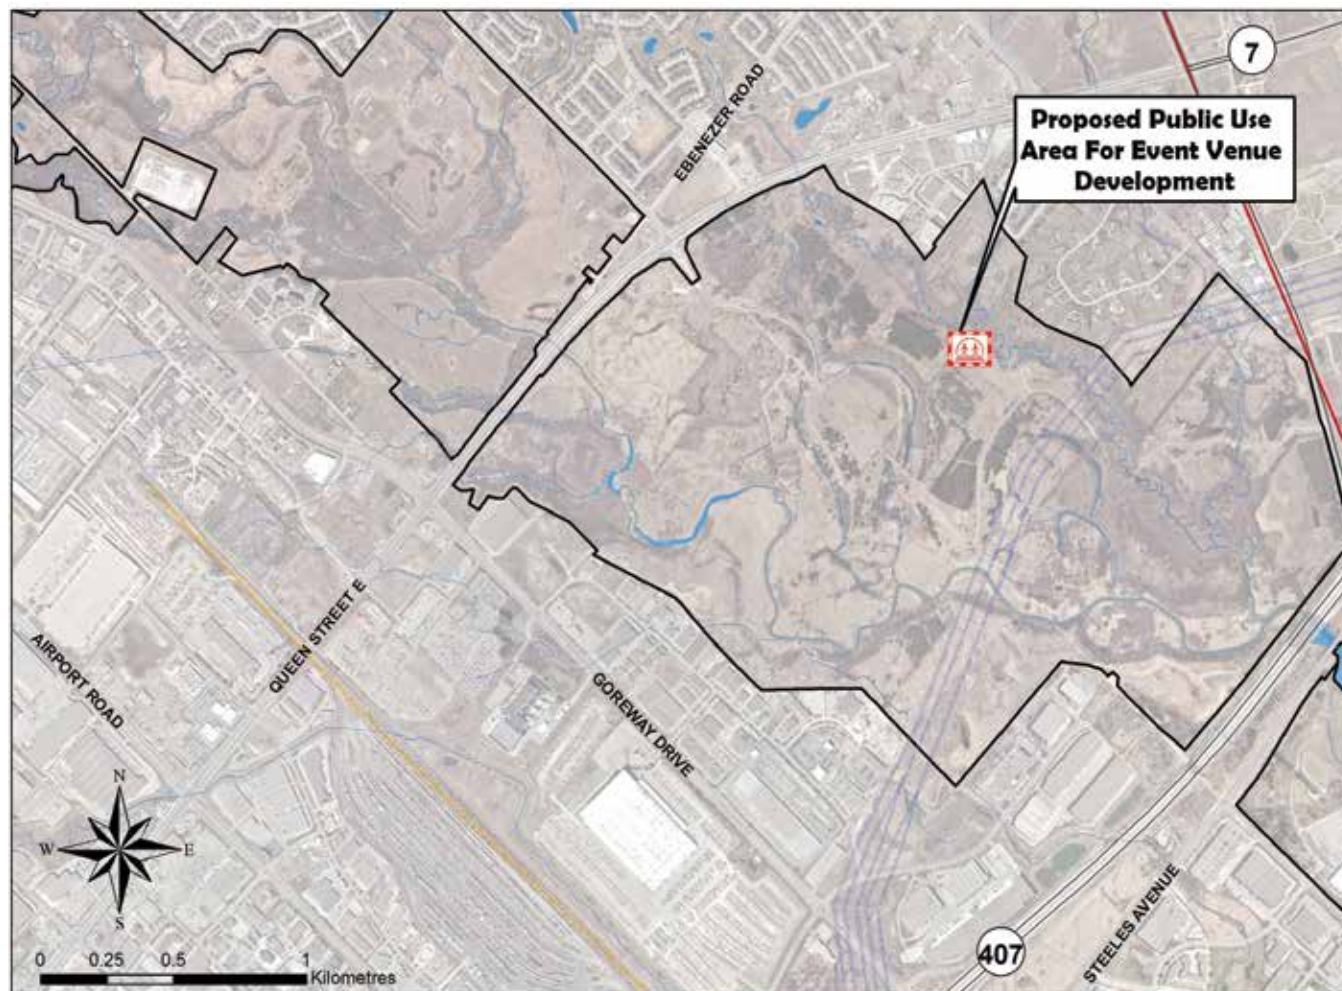 7
EBENEZER ROAD
Proposed Public Use
Area For Event Venue
Development
QUEEN STREET E
AIRPORT ROAD
GOREWAY DRIVE
N
W E
S
0 0.25 0.5 1
Kilometres
407
STEELES AVENUE